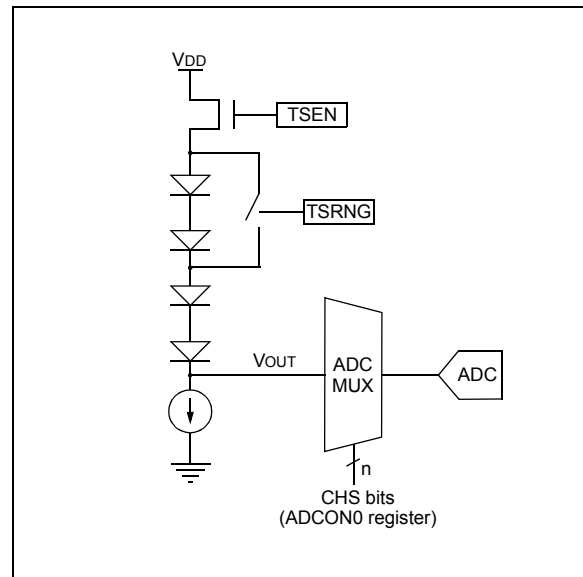 VDD
TSEN
TSRNG
VOUT
ADC
MUX
ADC
n
CHS bits
(ADCON0 register)